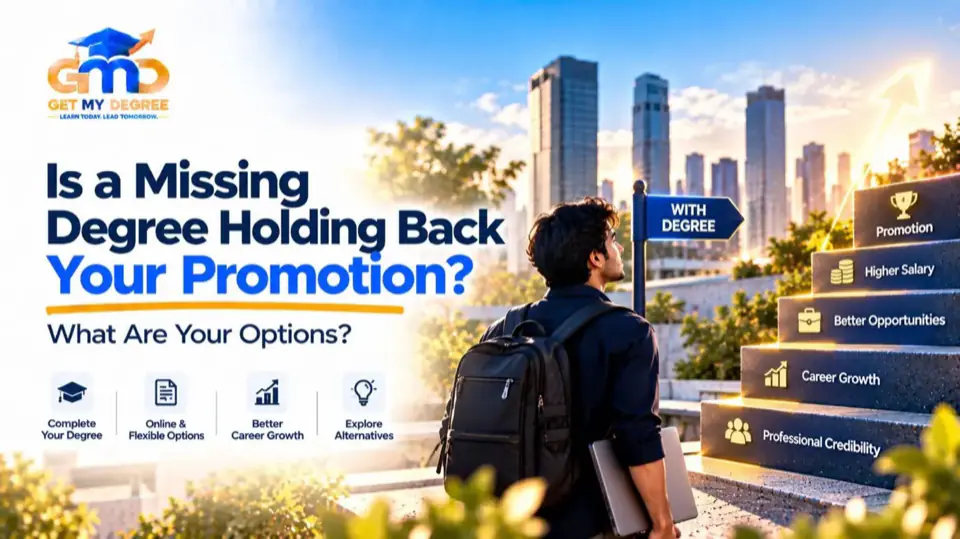 GMD
GET MY DEGREE
LEARN TODAY. LEAD TOMORROW.
Is a Missing
Degree Holding Back
Your Promotion?
What Are Your Options?
Complete
Your Degree
Online &
Flexible Options
Better
Career Growth
Explore
Alternatives
WITH
DEGREE
Promotion
Higher Salary
Better Opportunities
Career Growth
Professional Credibility